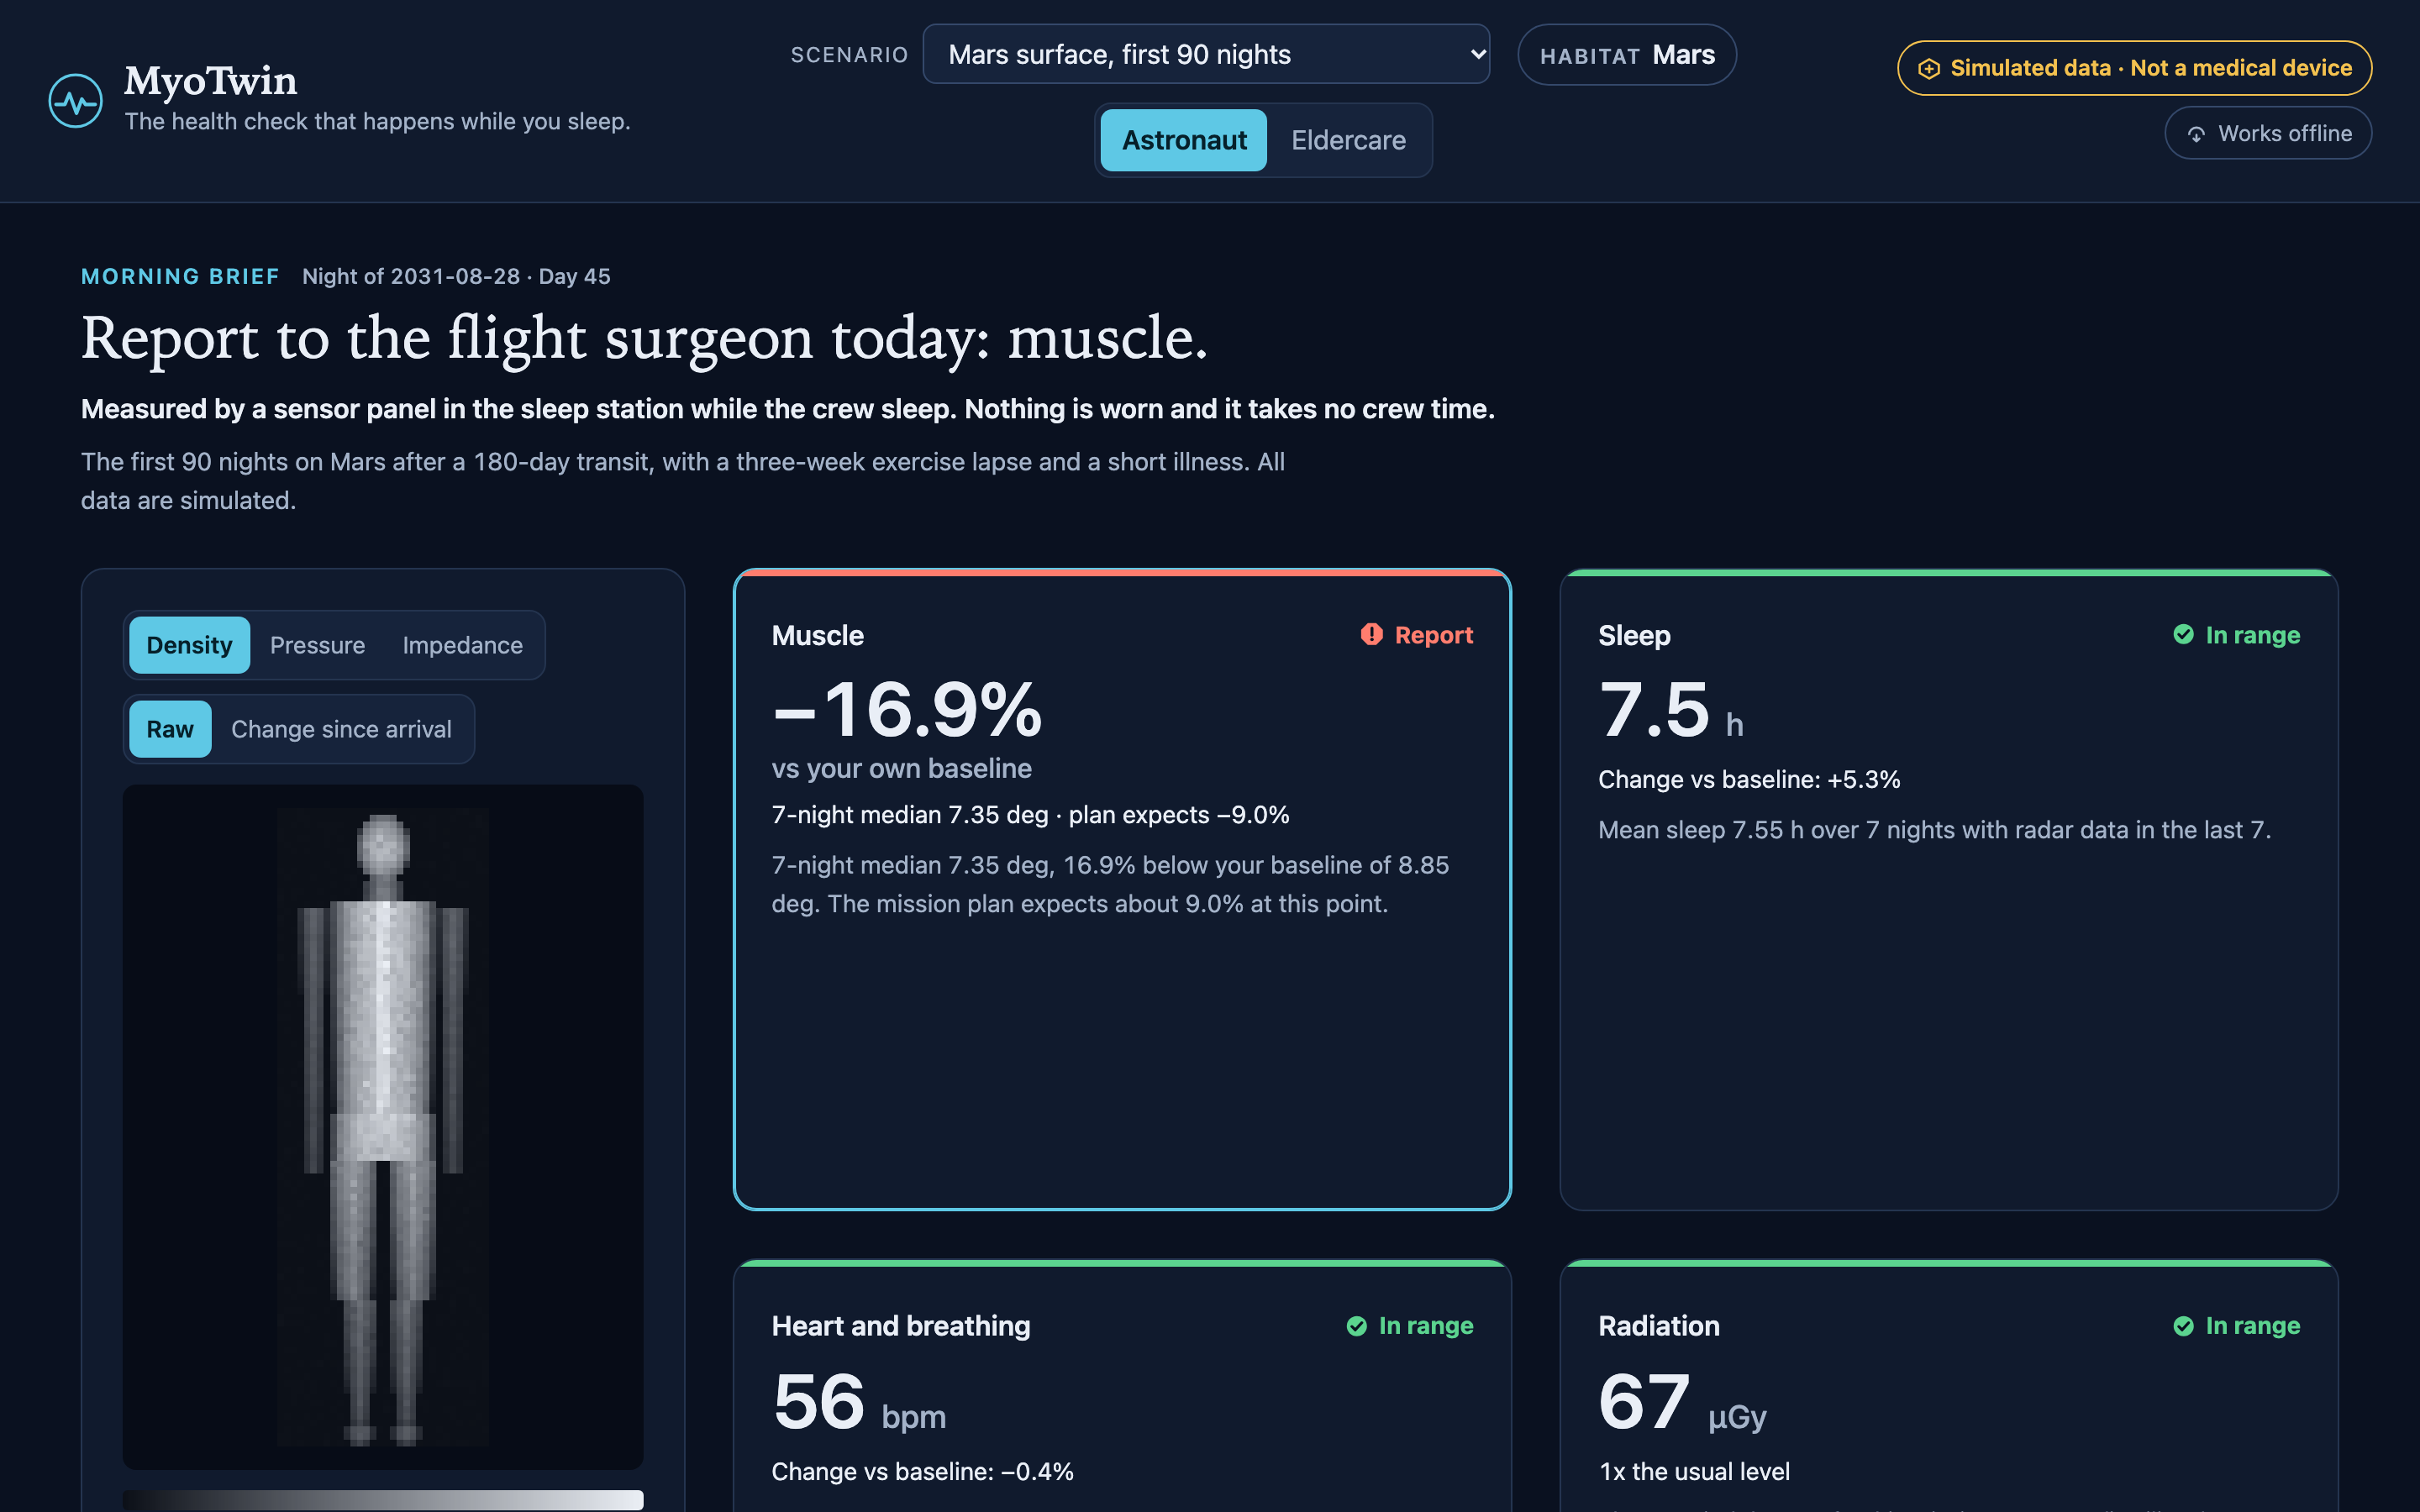 MyoTwin
The health check that happens while you sleep.
SCENARIO Mars surface, first 90 nights
HABITAT Mars
Astronaut Eldercare
Simulated data · Not a medical device
Works offline
MORNING BRIEF Night of 2031-08-28 · Day 45
Report to the flight surgeon today: muscle.
Measured by a sensor panel in the sleep station while the crew sleep. Nothing is worn and it takes no crew time.
The first 90 nights on Mars after a 180-day transit, with a three-week exercise lapse and a short illness. All
data are simulated.
Density Pressure Impedance
Raw Change since arrival
Muscle Report
−16.9%
vs your own baseline
7-night median 7.35 deg · plan expects −9.0%
7-night median 7.35 deg, 16.9% below your baseline of 8.85
deg. The mission plan expects about 9.0% at this point.
Sleep In range
7.5 h
Change vs baseline: +5.3%
Mean sleep 7.55 h over 7 nights with radar data in the last 7.
Heart and breathing In range
56 bpm
Change vs baseline: −0.4%
Radiation In range
67 µGy
1x the usual level